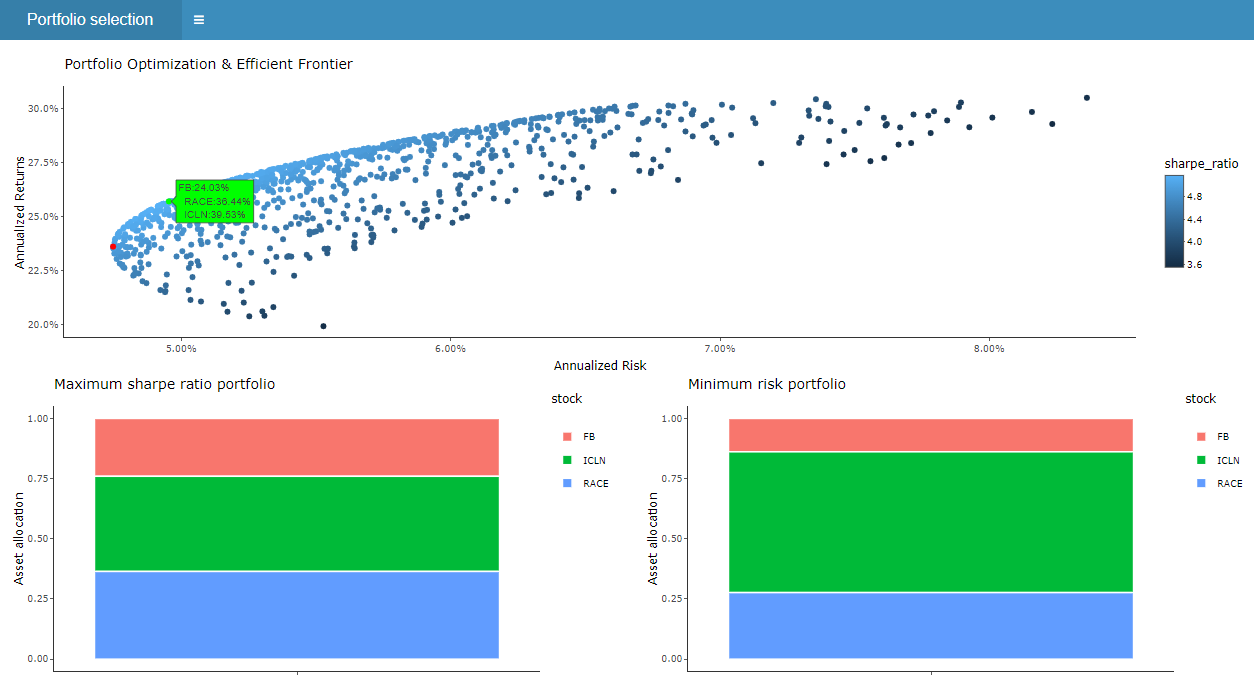 Portfolio selection
Portfolio Optimization & Efficient Frontier
Annualized Returns
30.0%
27.5%
25.0%
22.5%
20.0%
FB:24.03%
RACE:36.44%
ICLN:39.53%
5.00% 6.00% 7.00% 8.00%
Annualized Risk
sharpe_ratio
4.8
4.4
4.0
3.6
Maximum sharpe ratio portfolio
Asset allocation
1.00
0.75
0.50
0.25
0.00
stock
FB
ICLN
RACE
Minimum risk portfolio
Asset allocation
1.00
0.75
0.50
0.25
0.00
stock
FB
ICLN
RACE